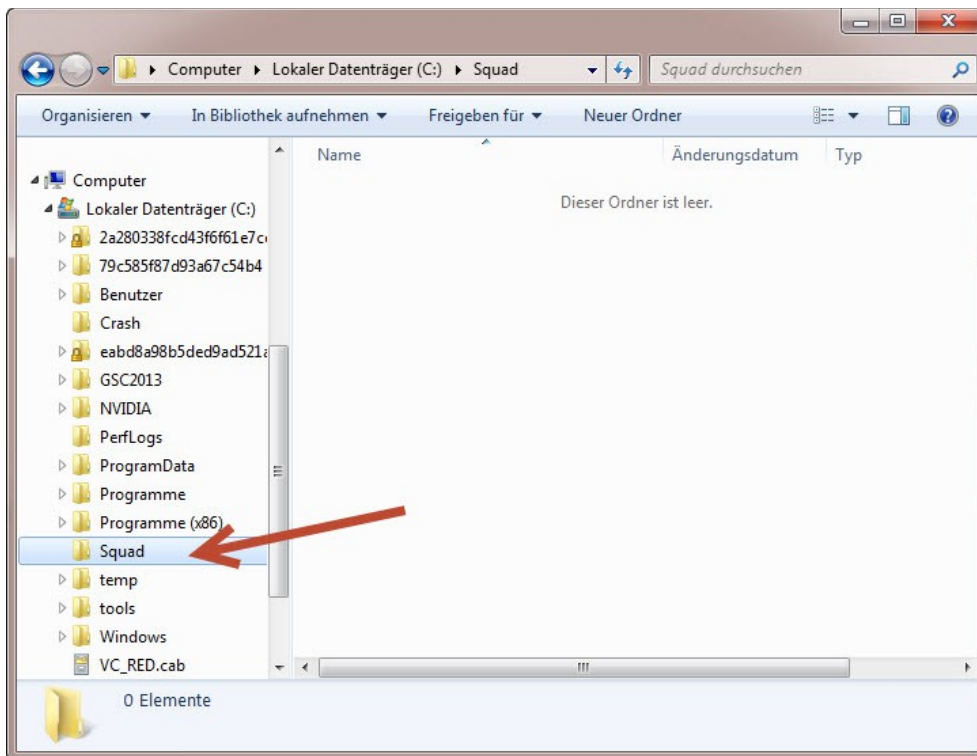 Computer Lokaler Datenträger (C:) Squad Squad durchsuchen
Organisieren In Bibliothek aufnehmen Freigeben für Neuer Ordner
Name Änderungsdatum Typ
Dieser Ordner ist leer.
Computer
Lokaler Datenträger (C:)
2a280338fcd43f6f61e7c
79c585f87d93a67c54b4
Benutzer
Crash
eabd8a98b5ded9ad521a
GSC2013
NVIDIA
PerfLogs
ProgramData
Programme
Programme (x86)
Squad
temp
tools
Windows
VC_RED.cab
0 Elemente